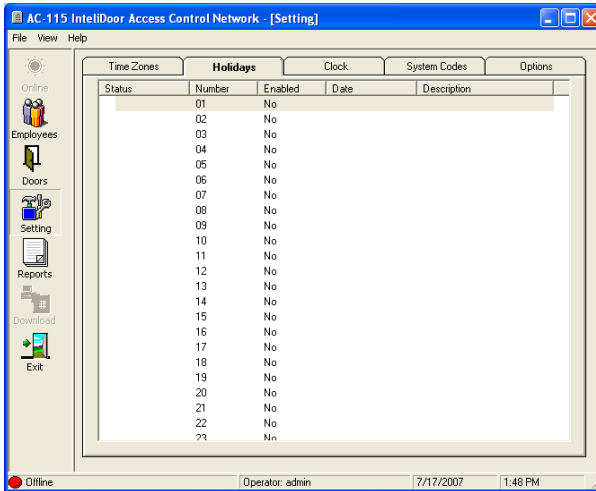 AC-115 InteliDoor Access Control Network - [Setting]
File View Help
Online
Employees
Doors
Setting
Reports
Download
Exit
Time Zones Holidays Clock System Codes Options
Status Number Enabled Date Description
01 No
02 No
03 No
04 No
05 No
06 No
07 No
08 No
09 No
10 No
11 No
12 No
13 No
14 No
15 No
16 No
17 No
18 No
19 No
20 No
21 No
22 No
23 No
Offline Operator: admin 7/17/2007 1:48 PM